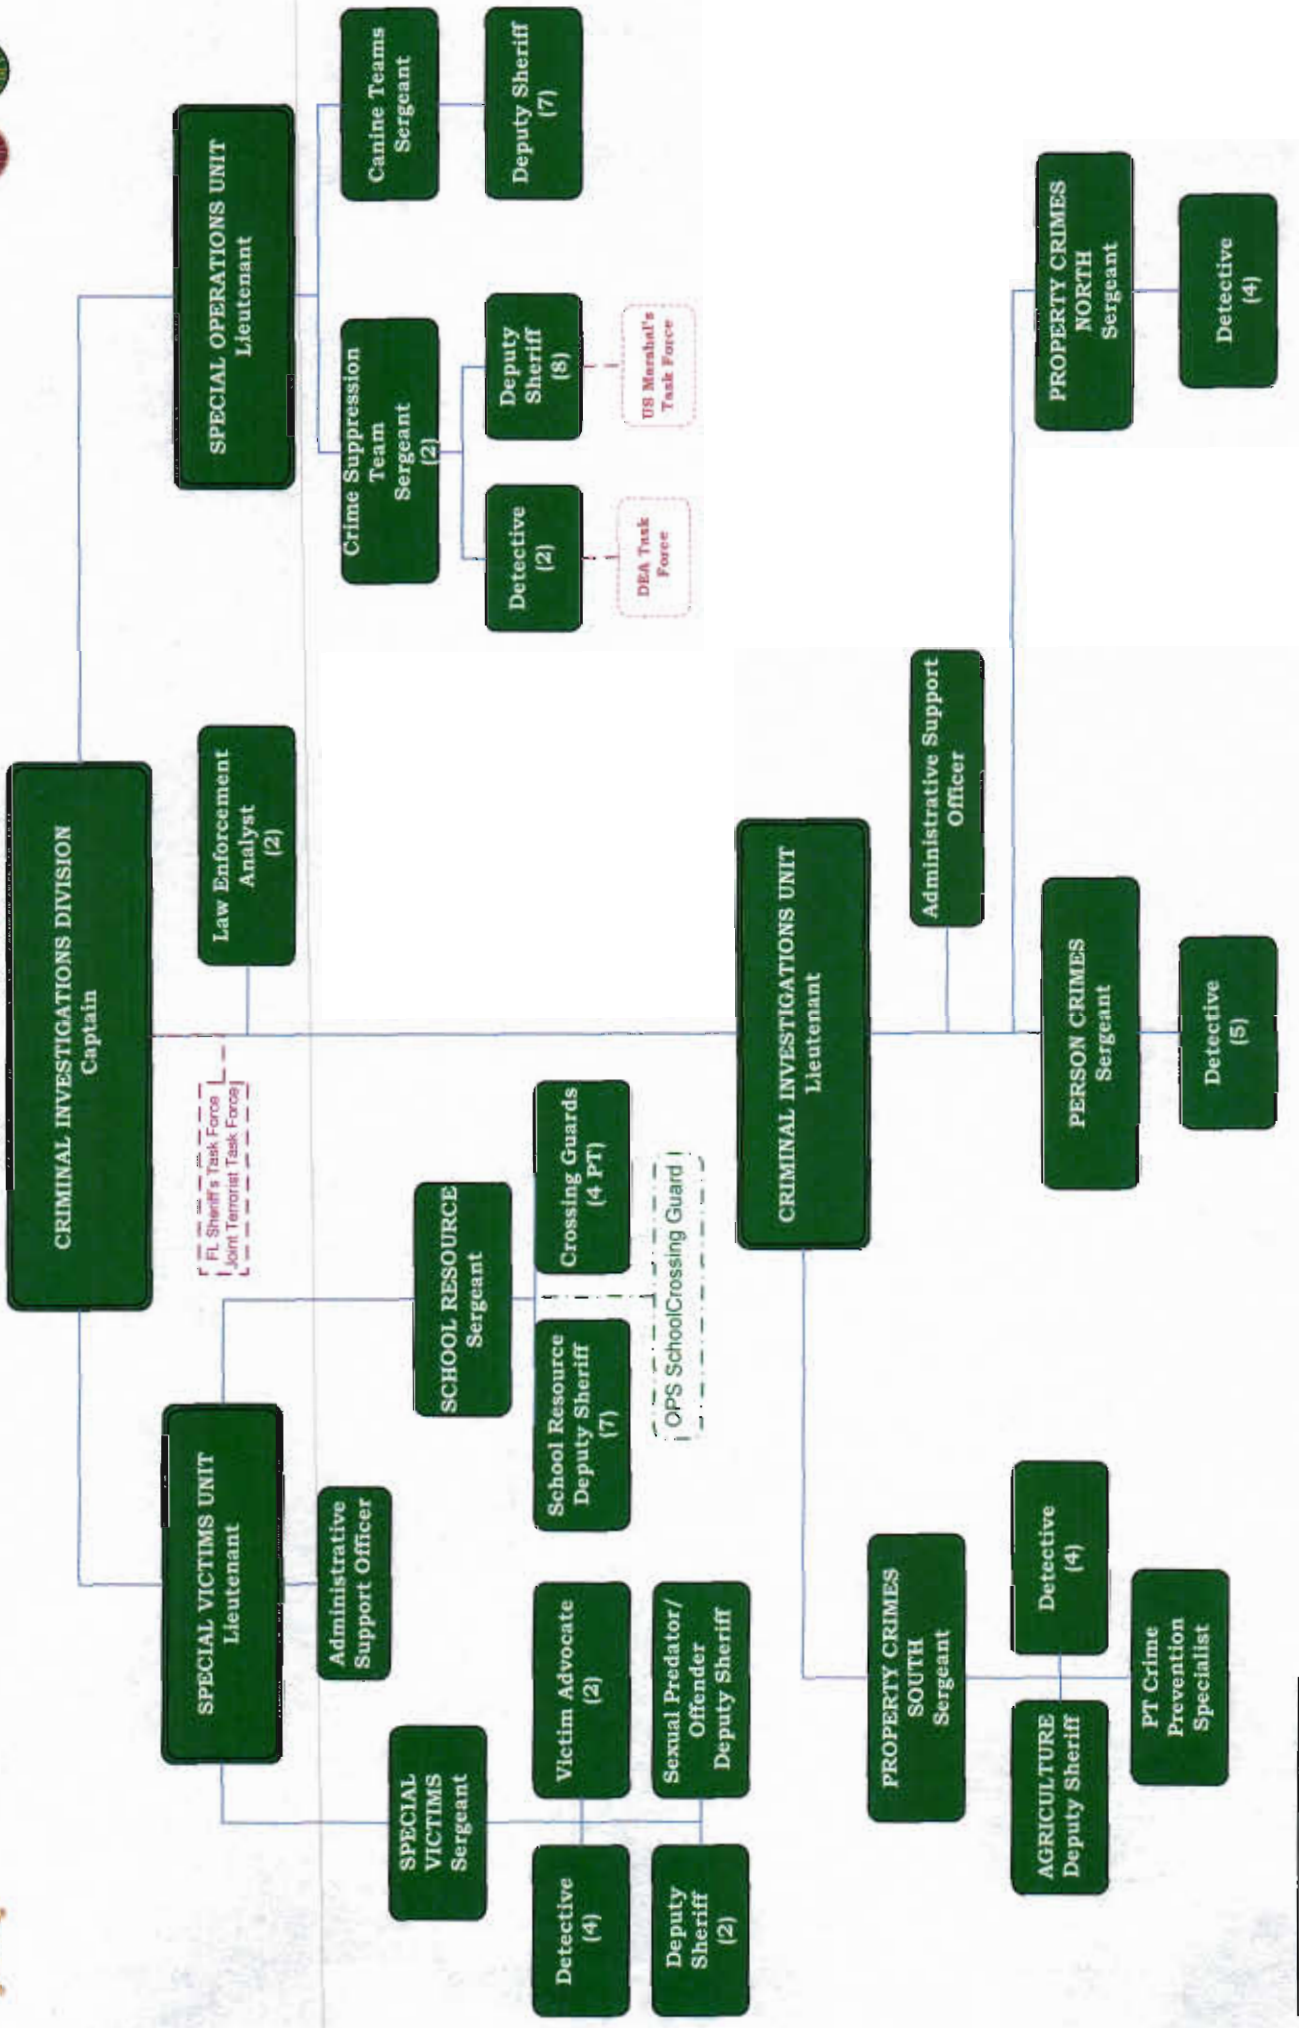 CRIMINAL INVESTIGATIONS DIVISION
Captain
FL Sheriff's Task Force
Joint Terrorist Task Force
Law Enforcement
Analyst
(2)
SPECIAL VICTIMS UNIT
Lieutenant
Administrative
Support Officer
SPECIAL
VICTIMS
Sergeant
Detective
(4)
Victim Advocate
(2)
Deputy
Sheriff
(2)
Sexual Predator/
Offender
Deputy Sheriff
SCHOOL RESOURCE
Sergeant
School Resource
Deputy Sheriff
(7)
Crossing Guards
(4 PT)
OPS SchoolCrossing Guard
SPECIAL OPERATIONS UNIT
Lieutenant
Crime Suppression
Team
Sergeant
(2)
Detective
(2)
Deputy
Sheriff
(8)
DEA Task
Force
US Marshal's
Task Force
Canine Teams
Sergeant
Deputy Sheriff
(7)
CRIMINAL INVESTIGATIONS UNIT
Lieutenant
Administrative Support
Officer
PROPERTY CRIMES
SOUTH
Sergeant
AGRICULTURE
Deputy Sheriff
Detective
(4)
PT Crime
Prevention
Specialist
PERSON CRIMES
Sergeant
Detective
(5)
PROPERTY CRIMES
NORTH
Sergeant
Detective
(4)